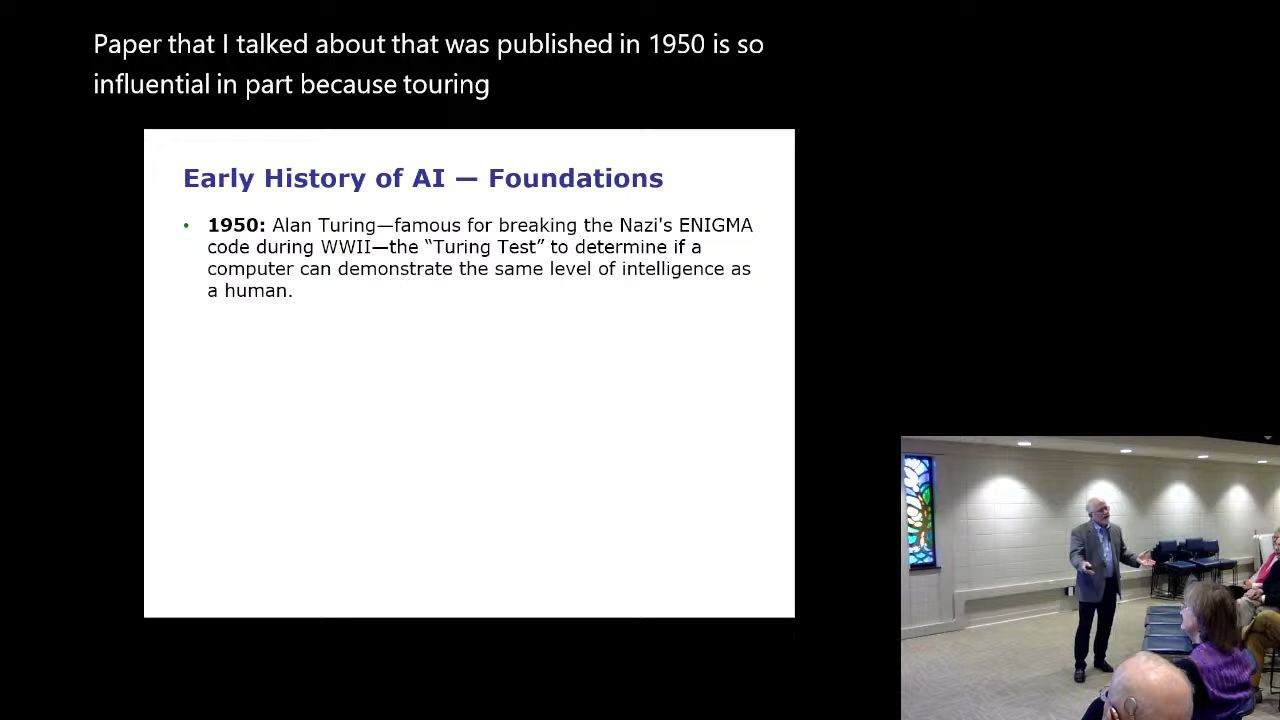 Paper that I talked about that was published in 1950 is so
influential in part because touring
Early History of AI — Foundations
• 1950: Alan Turing—famous for breaking the Nazi's ENIGMA
code during WWII—the “Turing Test” to determine if a
computer can demonstrate the same level of intelligence as
a human.